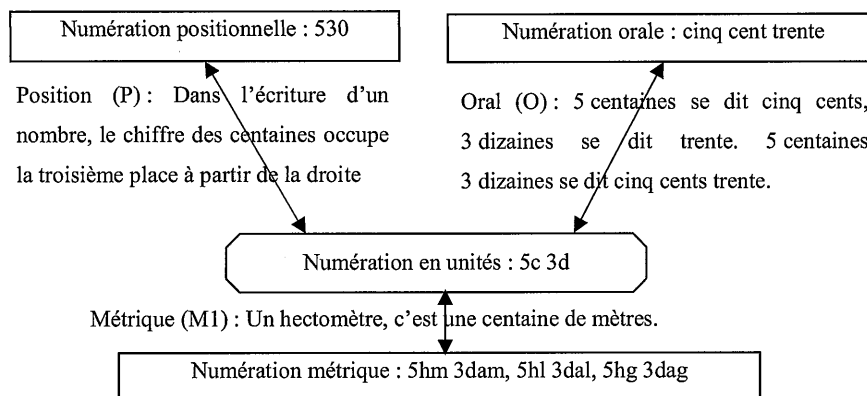 Numération positionnelle : 530
Numération orale : cinq cent trente
Position (P) : Dans l'écriture d'un
nombre, le chiffre des centaines occupe
la troisième place à partir de la droite
Oral (O) : 5 centaines se dit cinq cents,
3 dizaines se dit trente. 5 centaines
3 dizaines se dit cinq cents trente.
Numération en unités : 5c 3d
Métrique (M1) : Un hectomètre, c'est une centaine de mètres.
Numération métrique : 5hm 3dam, 5hl 3dal, 5hg 3dag